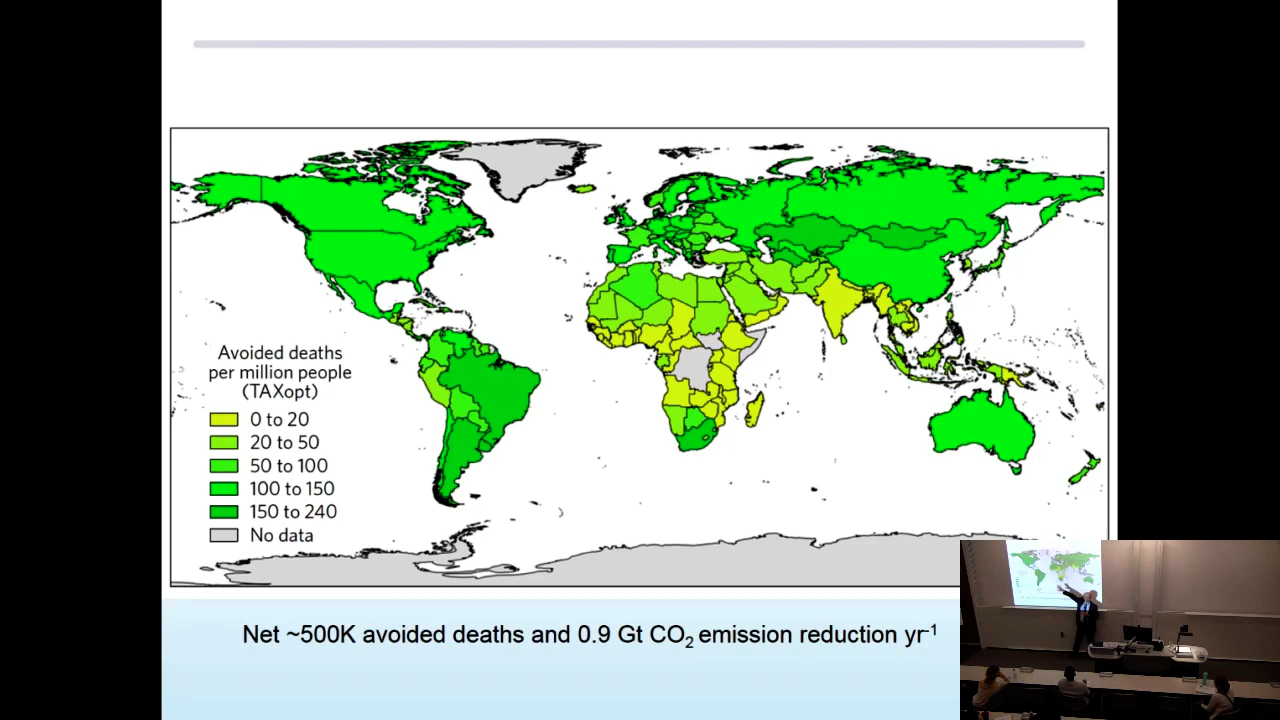 Avoided deaths
per million people
(TAXopt)
0 to 20
20 to 50
50 to 100
100 to 150
150 to 240
No data
Net ~500K avoided deaths and 0.9 Gt CO₂ emission reduction yr⁻¹